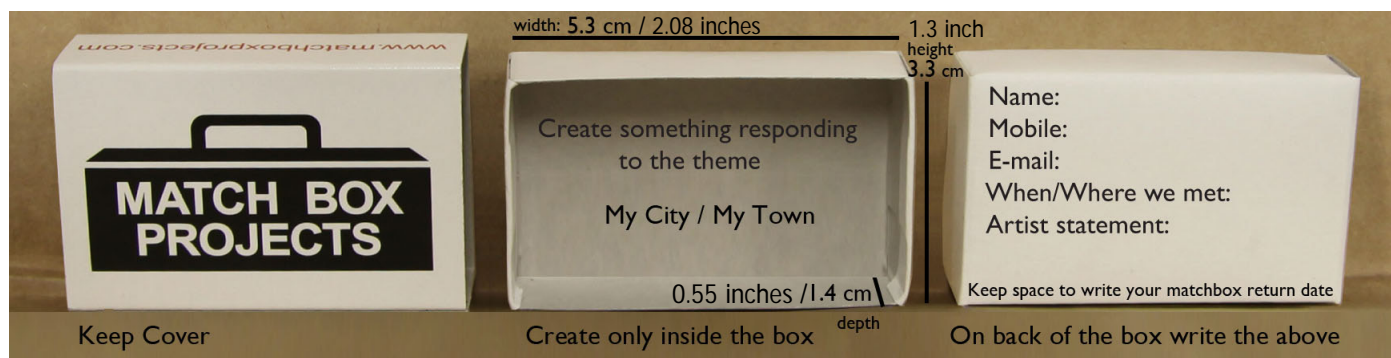 www.matchboxprojects.com
MATCH BOX
PROJECTS
Keep Cover
width: 5.3 cm / 2.08 inches
1.3 inch
height
3.3 cm
Create something responding
to the theme
My City / My Town
0.55 inches /1.4 cm
depth
Create only inside the box
Name:
Mobile:
E-mail:
When/Where we met:
Artist statement:
Keep space to write your matchbox return date
On back of the box write the above